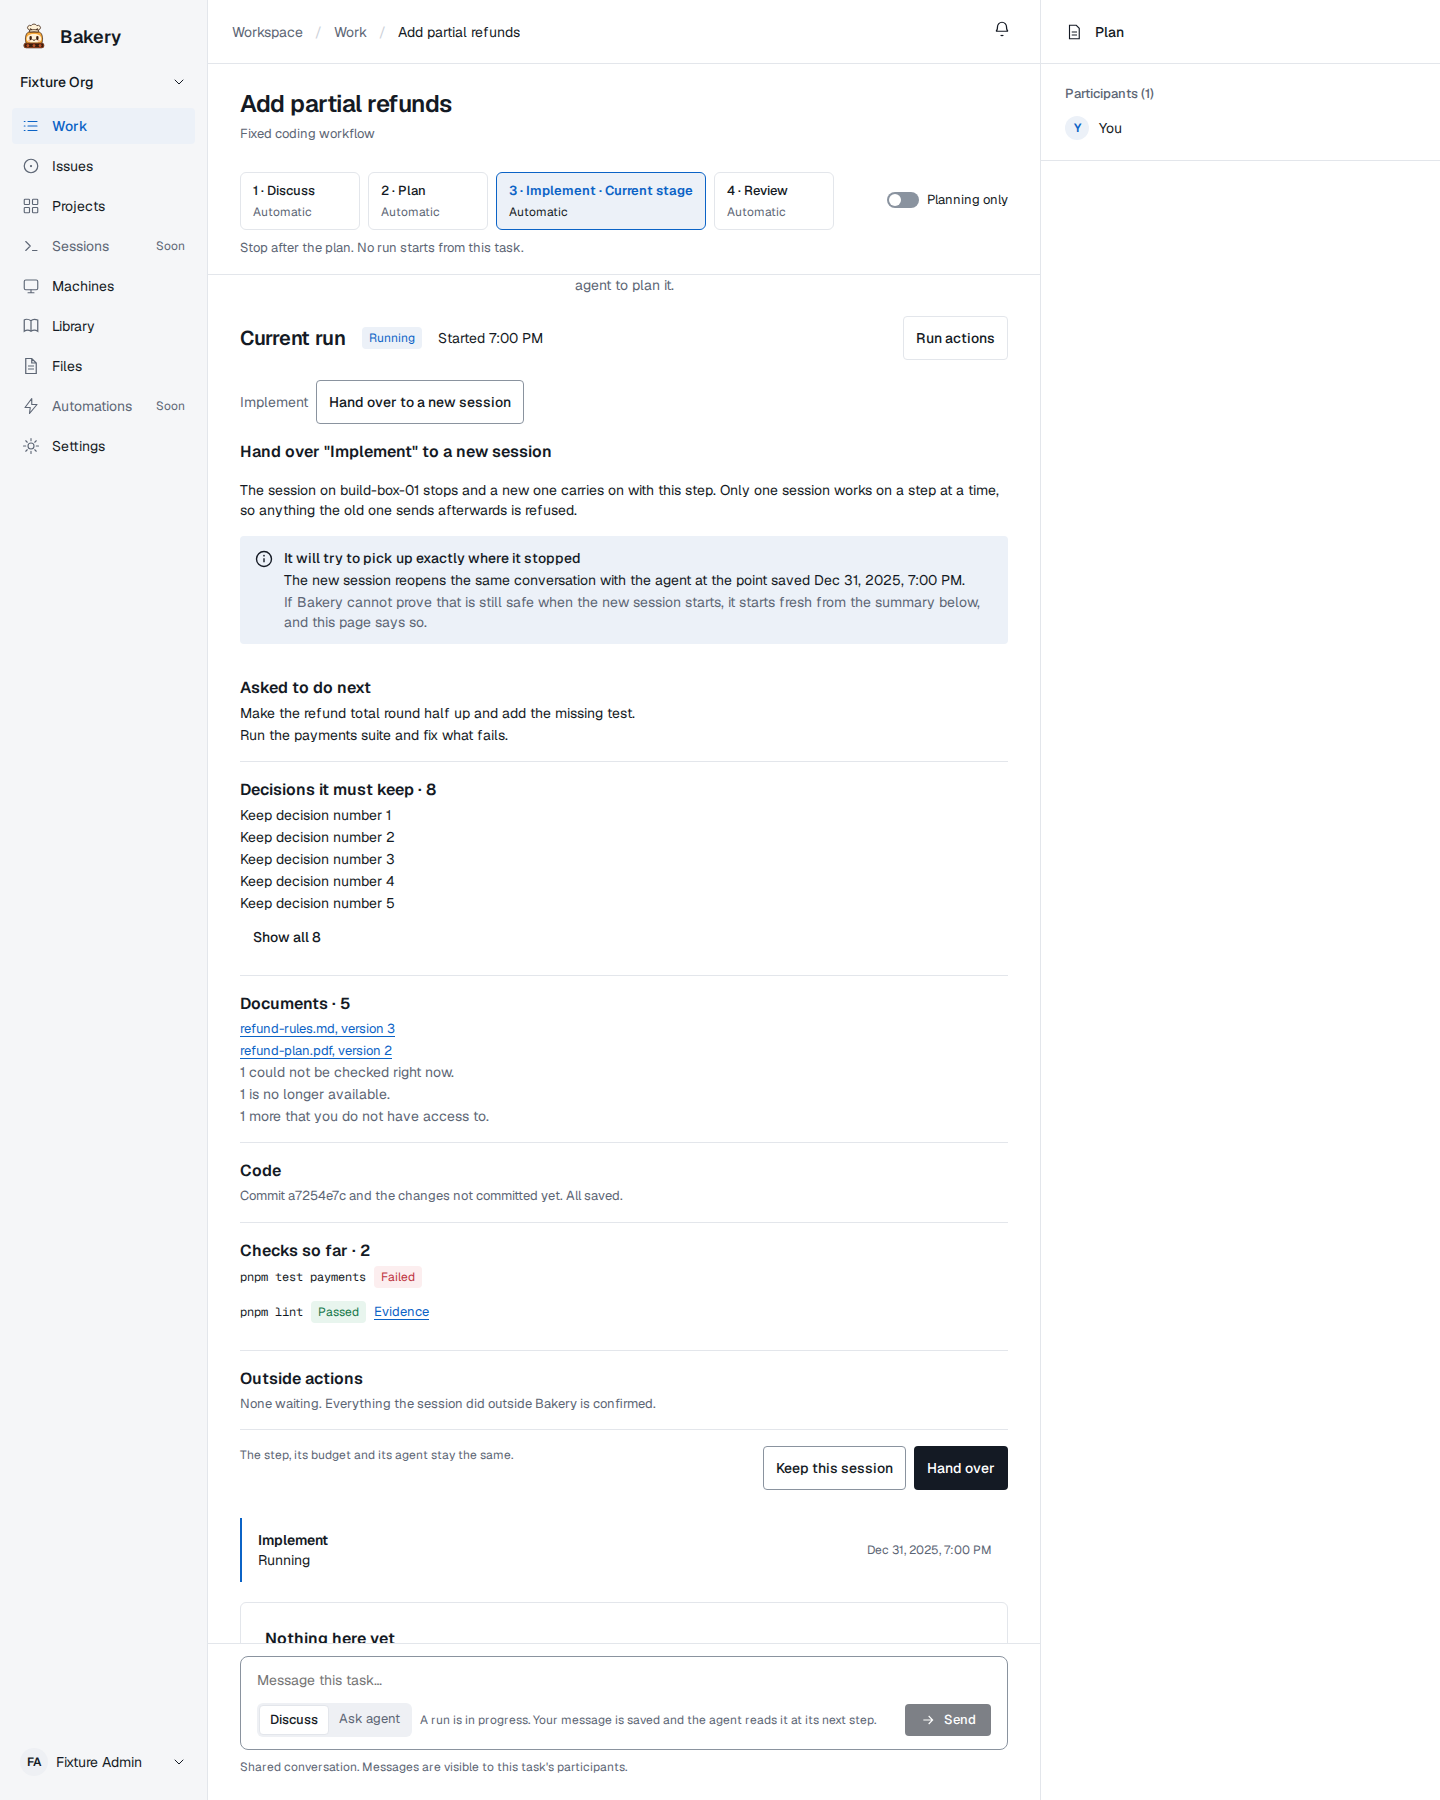 Bakery
Fixture Org
Work
Issues
Projects
Sessions Soon
Machines
Library
Files
Automations Soon
Settings
FA Fixture Admin
Workspace / Work / Add partial refunds
Add partial refunds
Fixed coding workflow
1 · Discuss
Automatic
2 · Plan
Automatic
3 · Implement · Current stage
Automatic
4 · Review
Automatic
Planning only
Stop after the plan. No run starts from this task.
agent to plan it.
Current run Running Started 7:00 PM Run actions
Implement Hand over to a new session
Hand over "Implement" to a new session
The session on build-box-01 stops and a new one carries on with this step. Only one session works on a step at a time,
so anything the old one sends afterwards is refused.
It will try to pick up exactly where it stopped
The new session reopens the same conversation with the agent at the point saved Dec 31, 2025, 7:00 PM.
If Bakery cannot prove that is still safe when the new session starts, it starts fresh from the summary below,
and this page says so.
Asked to do next
Make the refund total round half up and add the missing test.
Run the payments suite and fix what fails.
Decisions it must keep · 8
Keep decision number 1
Keep decision number 2
Keep decision number 3
Keep decision number 4
Keep decision number 5
Show all 8
Documents · 5
refund-rules.md, version 3
refund-plan.pdf, version 2
1 could not be checked right now.
1 is no longer available.
1 more that you do not have access to.
Code
Commit a7254e7c and the changes not committed yet. All saved.
Checks so far · 2
pnpm test payments Failed
pnpm lint Passed Evidence
Outside actions
None waiting. Everything the session did outside Bakery is confirmed.
The step, its budget and its agent stay the same.
Keep this session Hand over
Implement
Running
Dec 31, 2025, 7:00 PM
Nothing here yet
Message this task…
Discuss Ask agent A run is in progress. Your message is saved and the agent reads it at its next step. Send
Shared conversation. Messages are visible to this task's participants.
Plan
Participants (1)
Y You